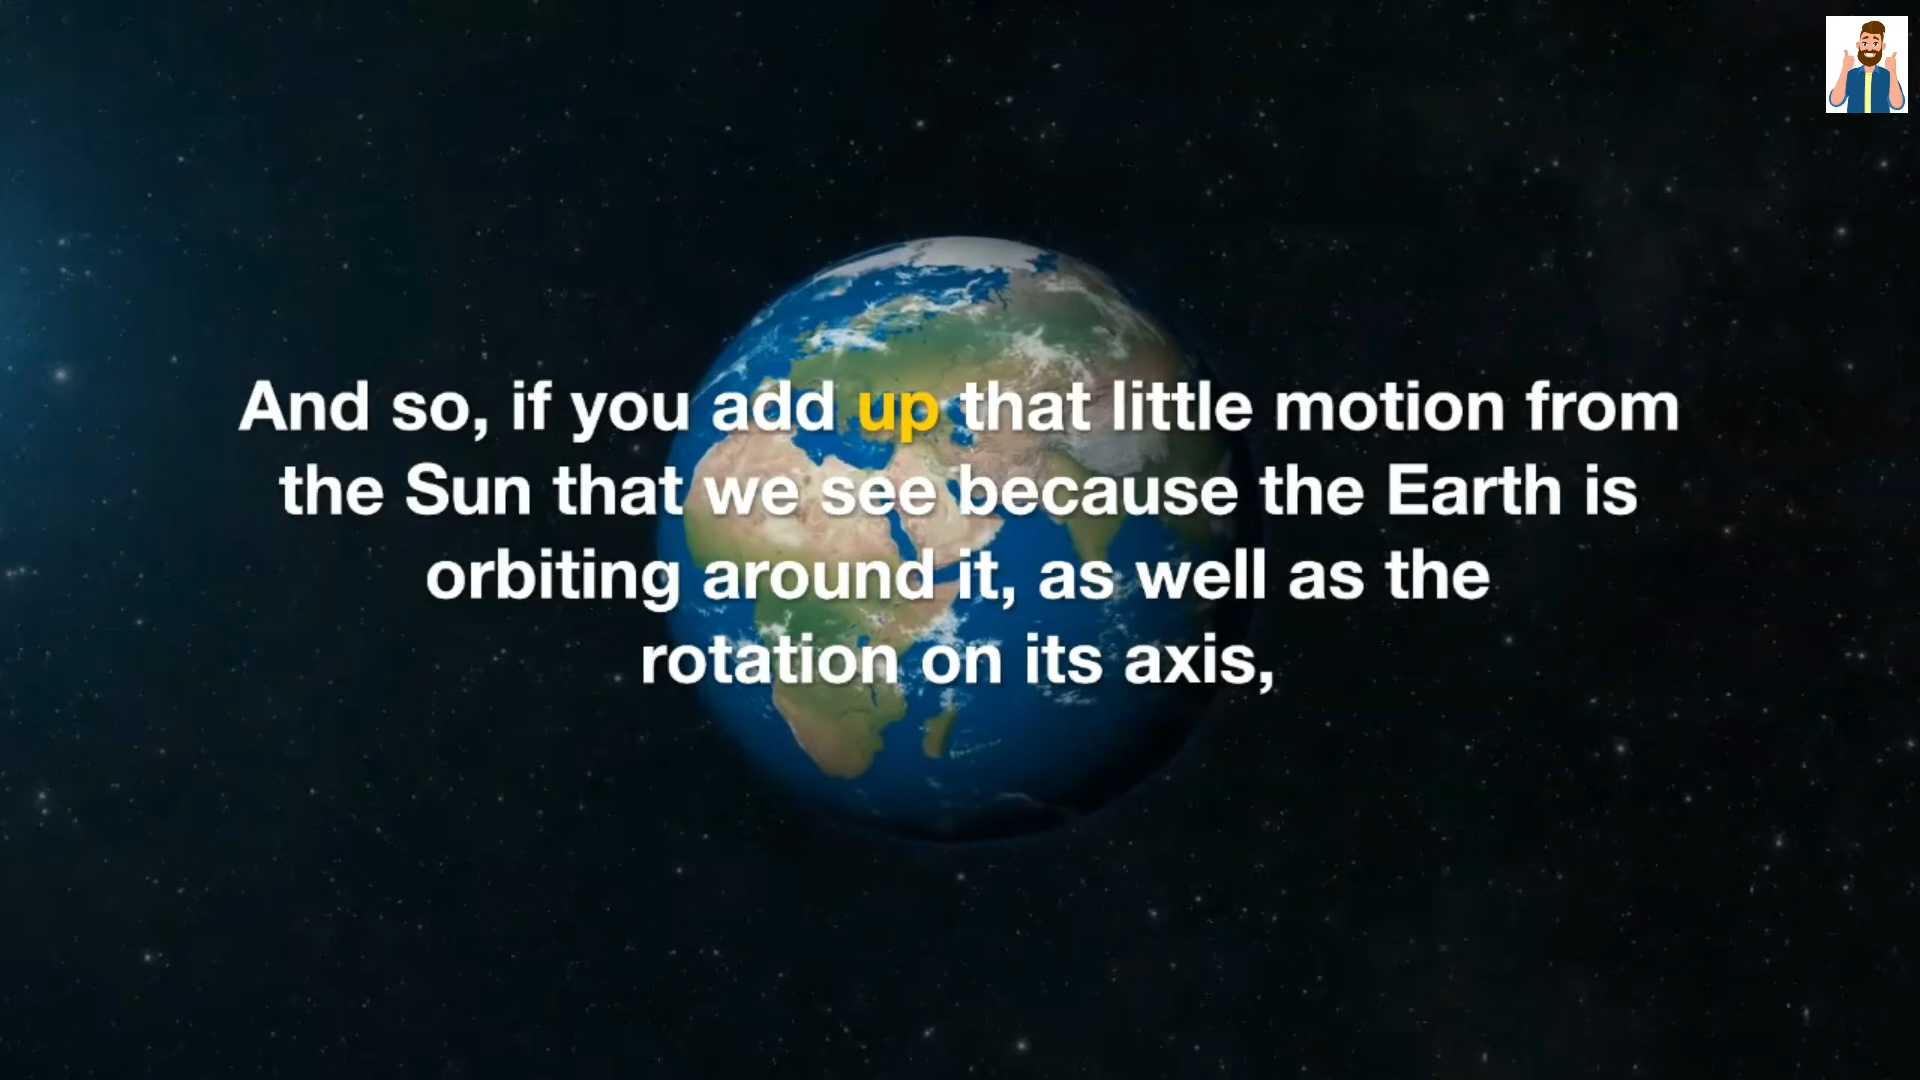 And so, if you add up that little motion from
the Sun that we see because the Earth is
orbiting around it, as well as the
rotation on its axis,